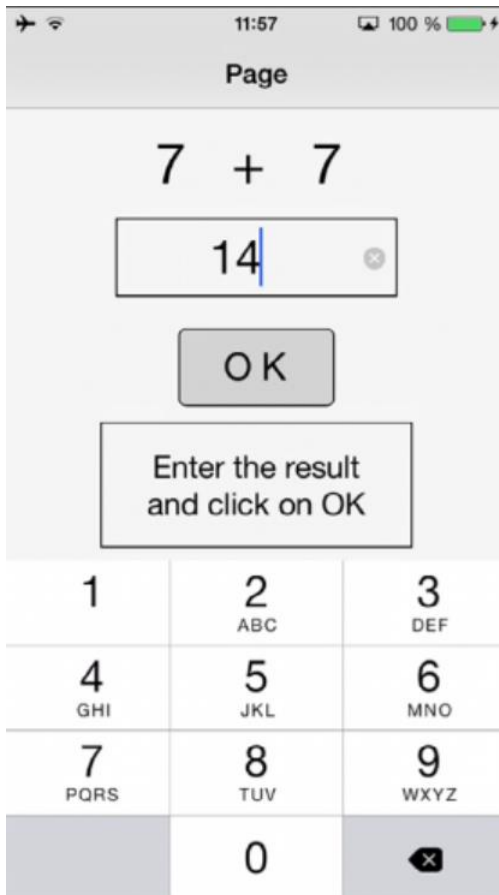 11:57
100 %
Page
7 + 7
14
OK
Enter the result
and click on OK
1
2
ABC
3
DEF
4
GHI
5
JKL
6
MNO
7
PQRS
8
TUV
9
WXYZ
0